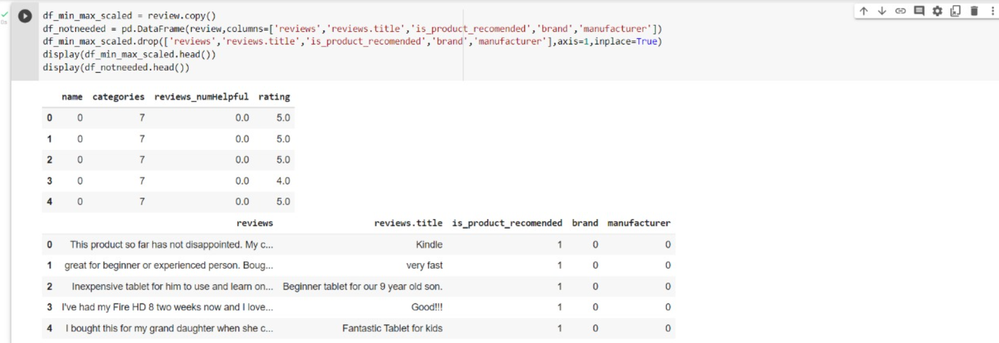 df_min_max_scaled = review.copy()
df_notneeded = pd.DataFrame(review,columns=['reviews','reviews.title','is_product_recomended','brand','manufacturer'])
df_min_max_scaled.drop(['reviews','reviews.title','is_product_recomended','brand','manufacturer'],axis=1,inplace=True)
display(df_min_max_scaled.head())
display(df_notneeded.head())
name categories reviews_numHelpful rating
0 0 7 0.0 5.0
1 0 7 0.0 5.0
2 0 7 0.0 5.0
3 0 7 0.0 4.0
4 0 7 0.0 5.0
reviews reviews.title is_product_recomended brand manufacturer
0 This product so far has not disappointed. My c... Kindle 1 0 0
1 great for beginner or experienced person. Boug... very fast 1 0 0
2 Inexpensive tablet for him to use and learn on... Beginner tablet for our 9 year old son. 1 0 0
3 I've had my Fire HD 8 two weeks now and I love... Good!!! 1 0 0
4 I bought this for my grand daughter when she c... Fantastic Tablet for kids 1 0 0